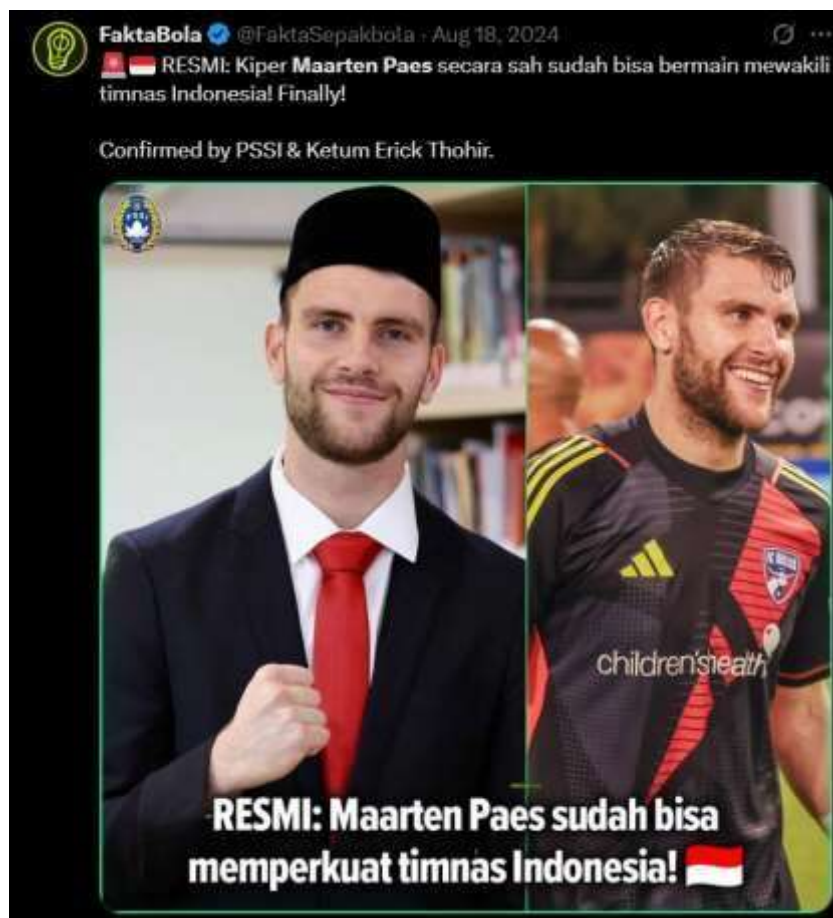 FaktaBola @FaktaSepakbola · Aug 18, 2024
🚨🇮🇩 RESMI: Kiper Maarten Paes secara sah sudah bisa bermain mewakili
timnas Indonesia! Finally!
Confirmed by PSSI & Ketum Erick Thohir.
PSSI
children'shealth
RESMI: Maarten Paes sudah bisa
memperkuat timnas Indonesia! 🇮🇩